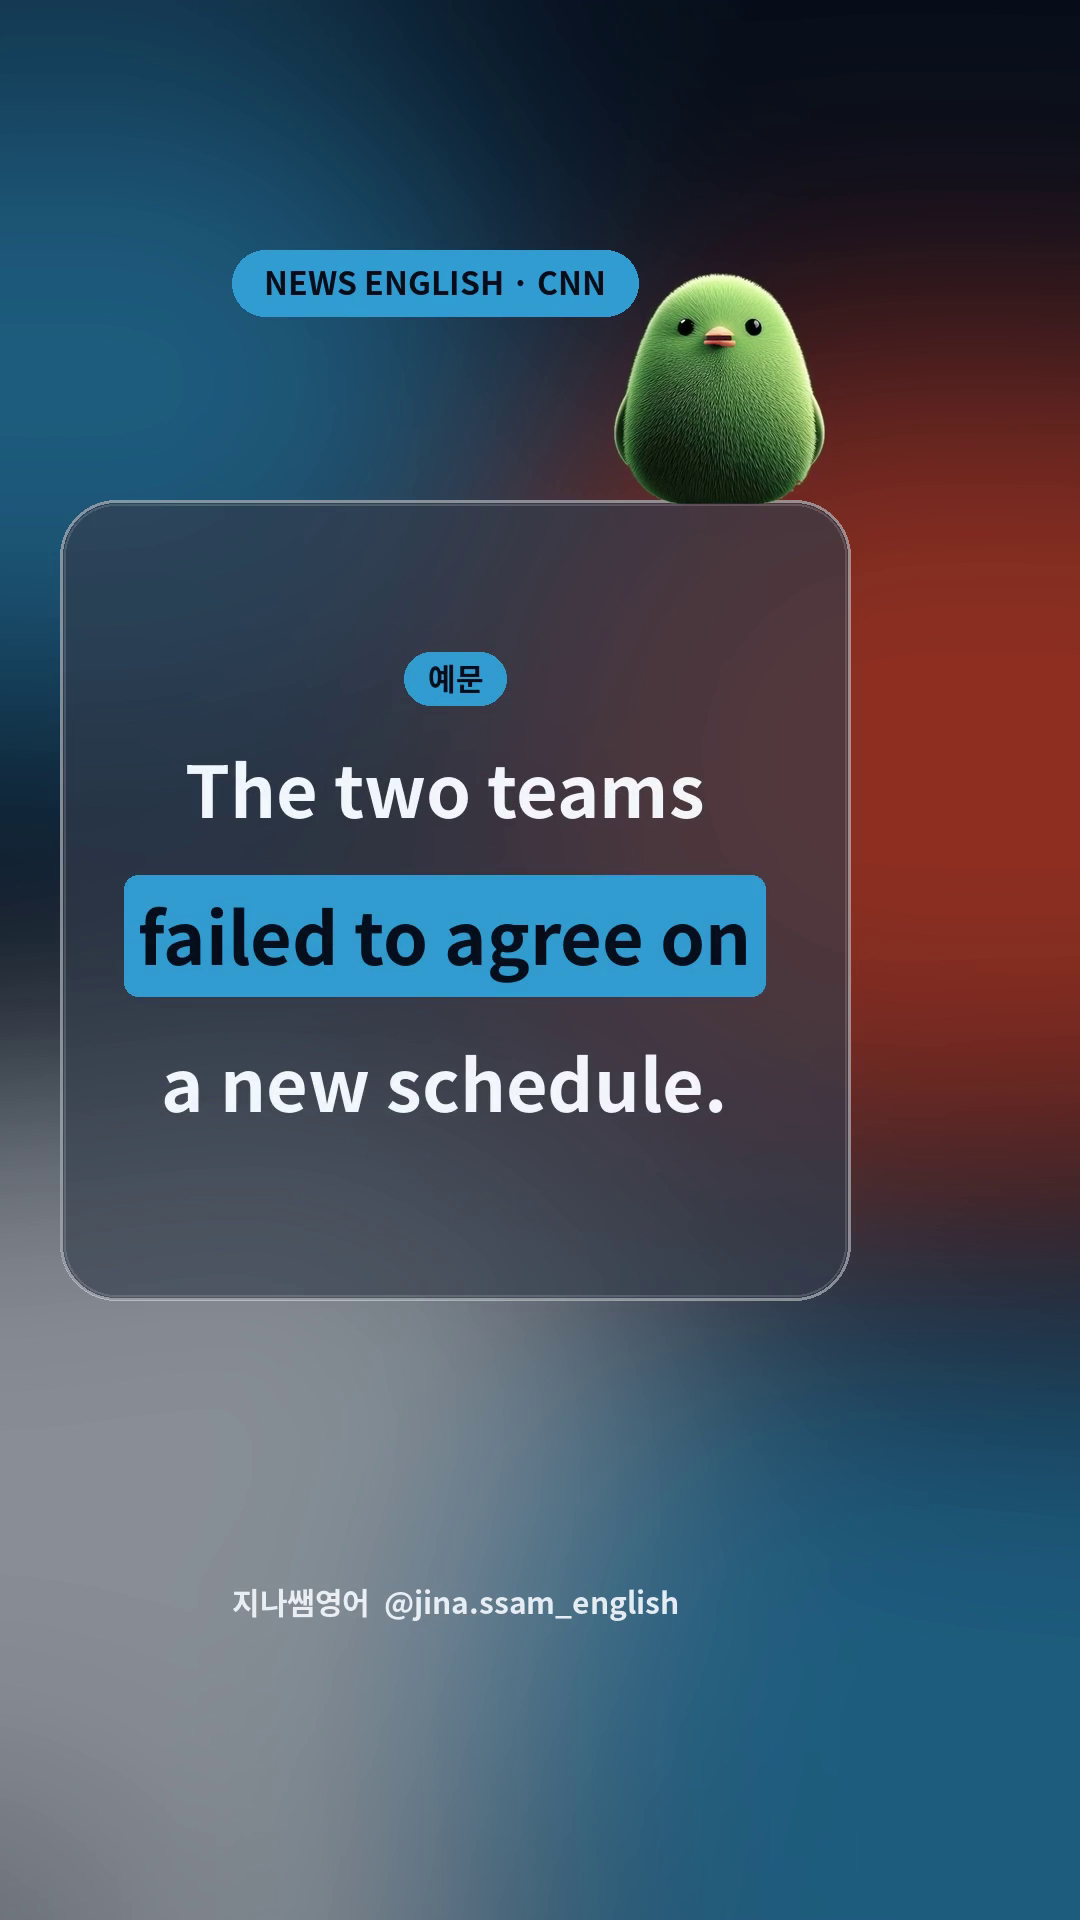 NEWS ENGLISH · CNN
예문
The two teams
failed to agree on
a new schedule.
지나쌤영어 @jina.ssam_english